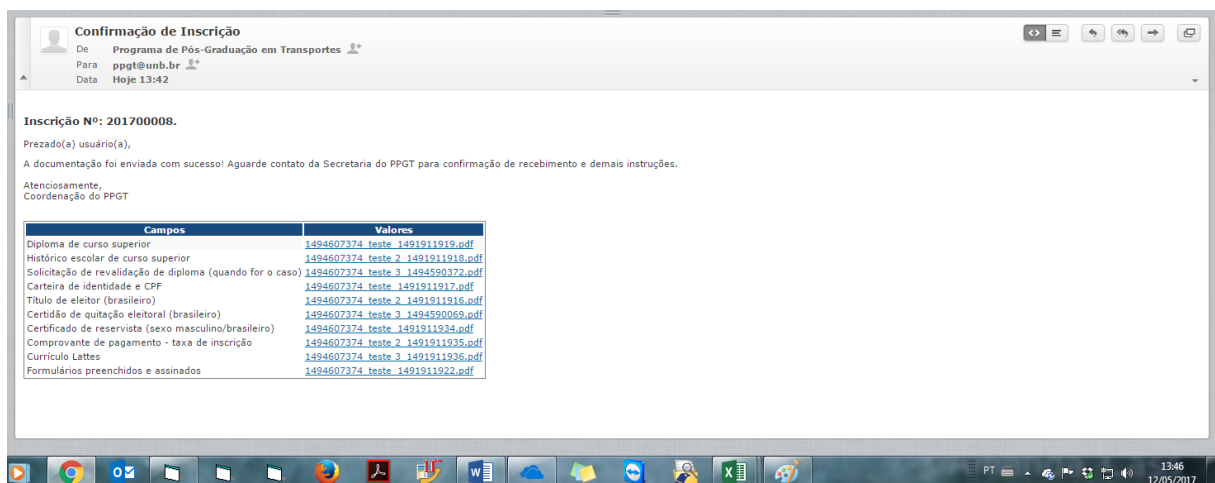 Confirmação de Inscrição
De Programa de Pós-Graduação em Transportes
Para ppgt@unb.br
Data Hoje 13:42
Inscrição Nº: 201700008.
Prezado(a) usuário(a),
A documentação foi enviada com sucesso! Aguarde contato da Secretaria do PPGT para confirmação de recebimento e demais instruções.
Atenciosamente,
Coordenação do PPGT
Campos Valores
Diploma de curso superior 1494607374_teste_1491911919.pdf
Histórico escolar de curso superior 1494607374_teste_2_1491911918.pdf
Solicitação de revalidação de diploma (quando for o caso) 1494607374_teste_3_1494590372.pdf
Carteira de identidade e CPF 1494607374_teste_1491911917.pdf
Título de eleitor (brasileiro) 1494607374_teste_2_1491911916.pdf
Certidão de quitação eleitoral (brasileiro) 1494607374_teste_3_1494590069.pdf
Certificado de reservista (sexo masculino/brasileiro) 1494607374_teste_1491911934.pdf
Comprovante de pagamento - taxa de inscrição 1494607374_teste_2_1491911935.pdf
Currículo Lattes 1494607374_teste_3_1491911936.pdf
Formulários preenchidos e assinados 1494607374_teste_1491911922.pdf
PT 13:46
12/05/2017